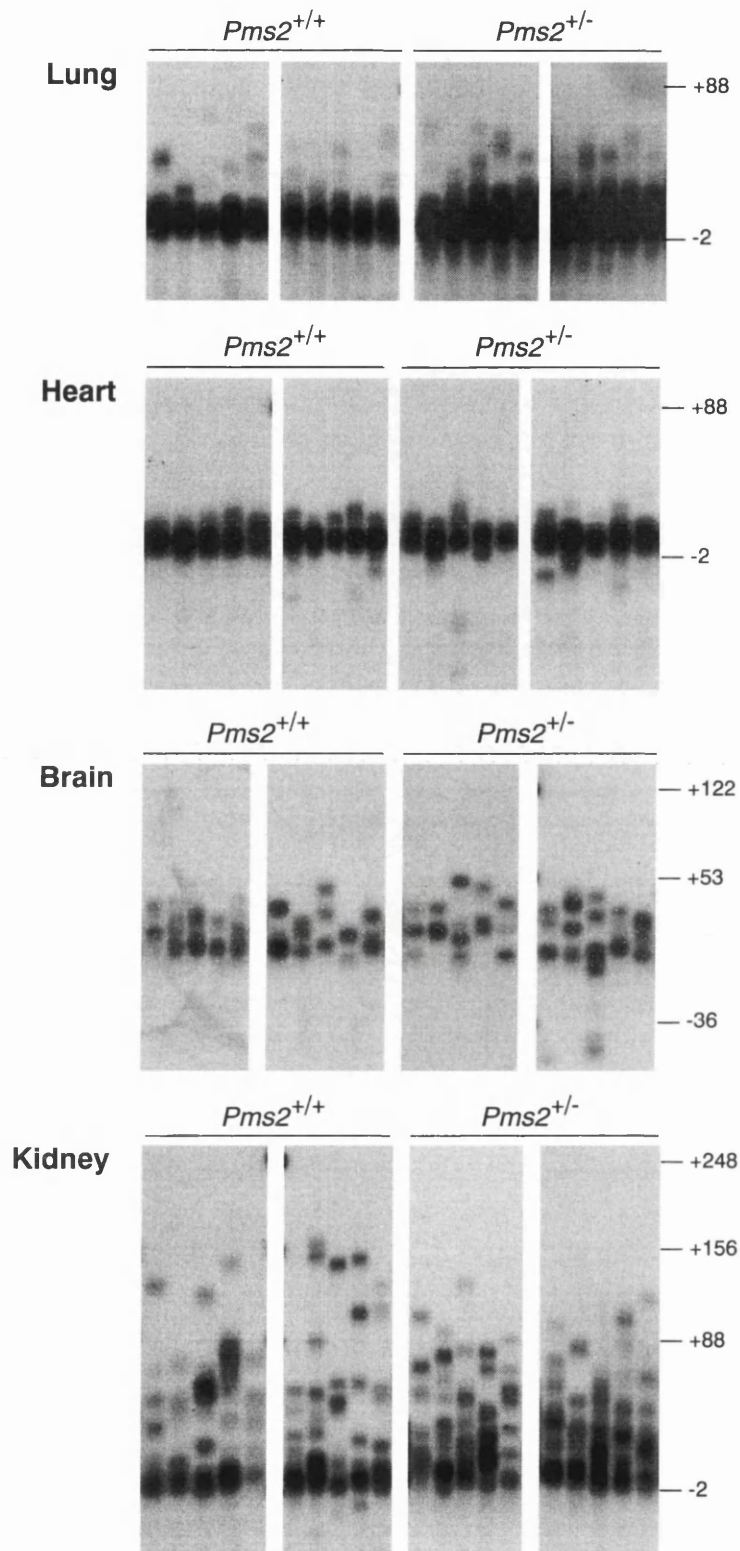 Pms2+/+ Pms2+/-
Lung
+88
-2
Pms2+/+ Pms2+/-
Heart
+88
-2
Pms2+/+ Pms2+/-
Brain
+122
+53
-36
Pms2+/+ Pms2+/-
Kidney
+248
+156
+88
-2